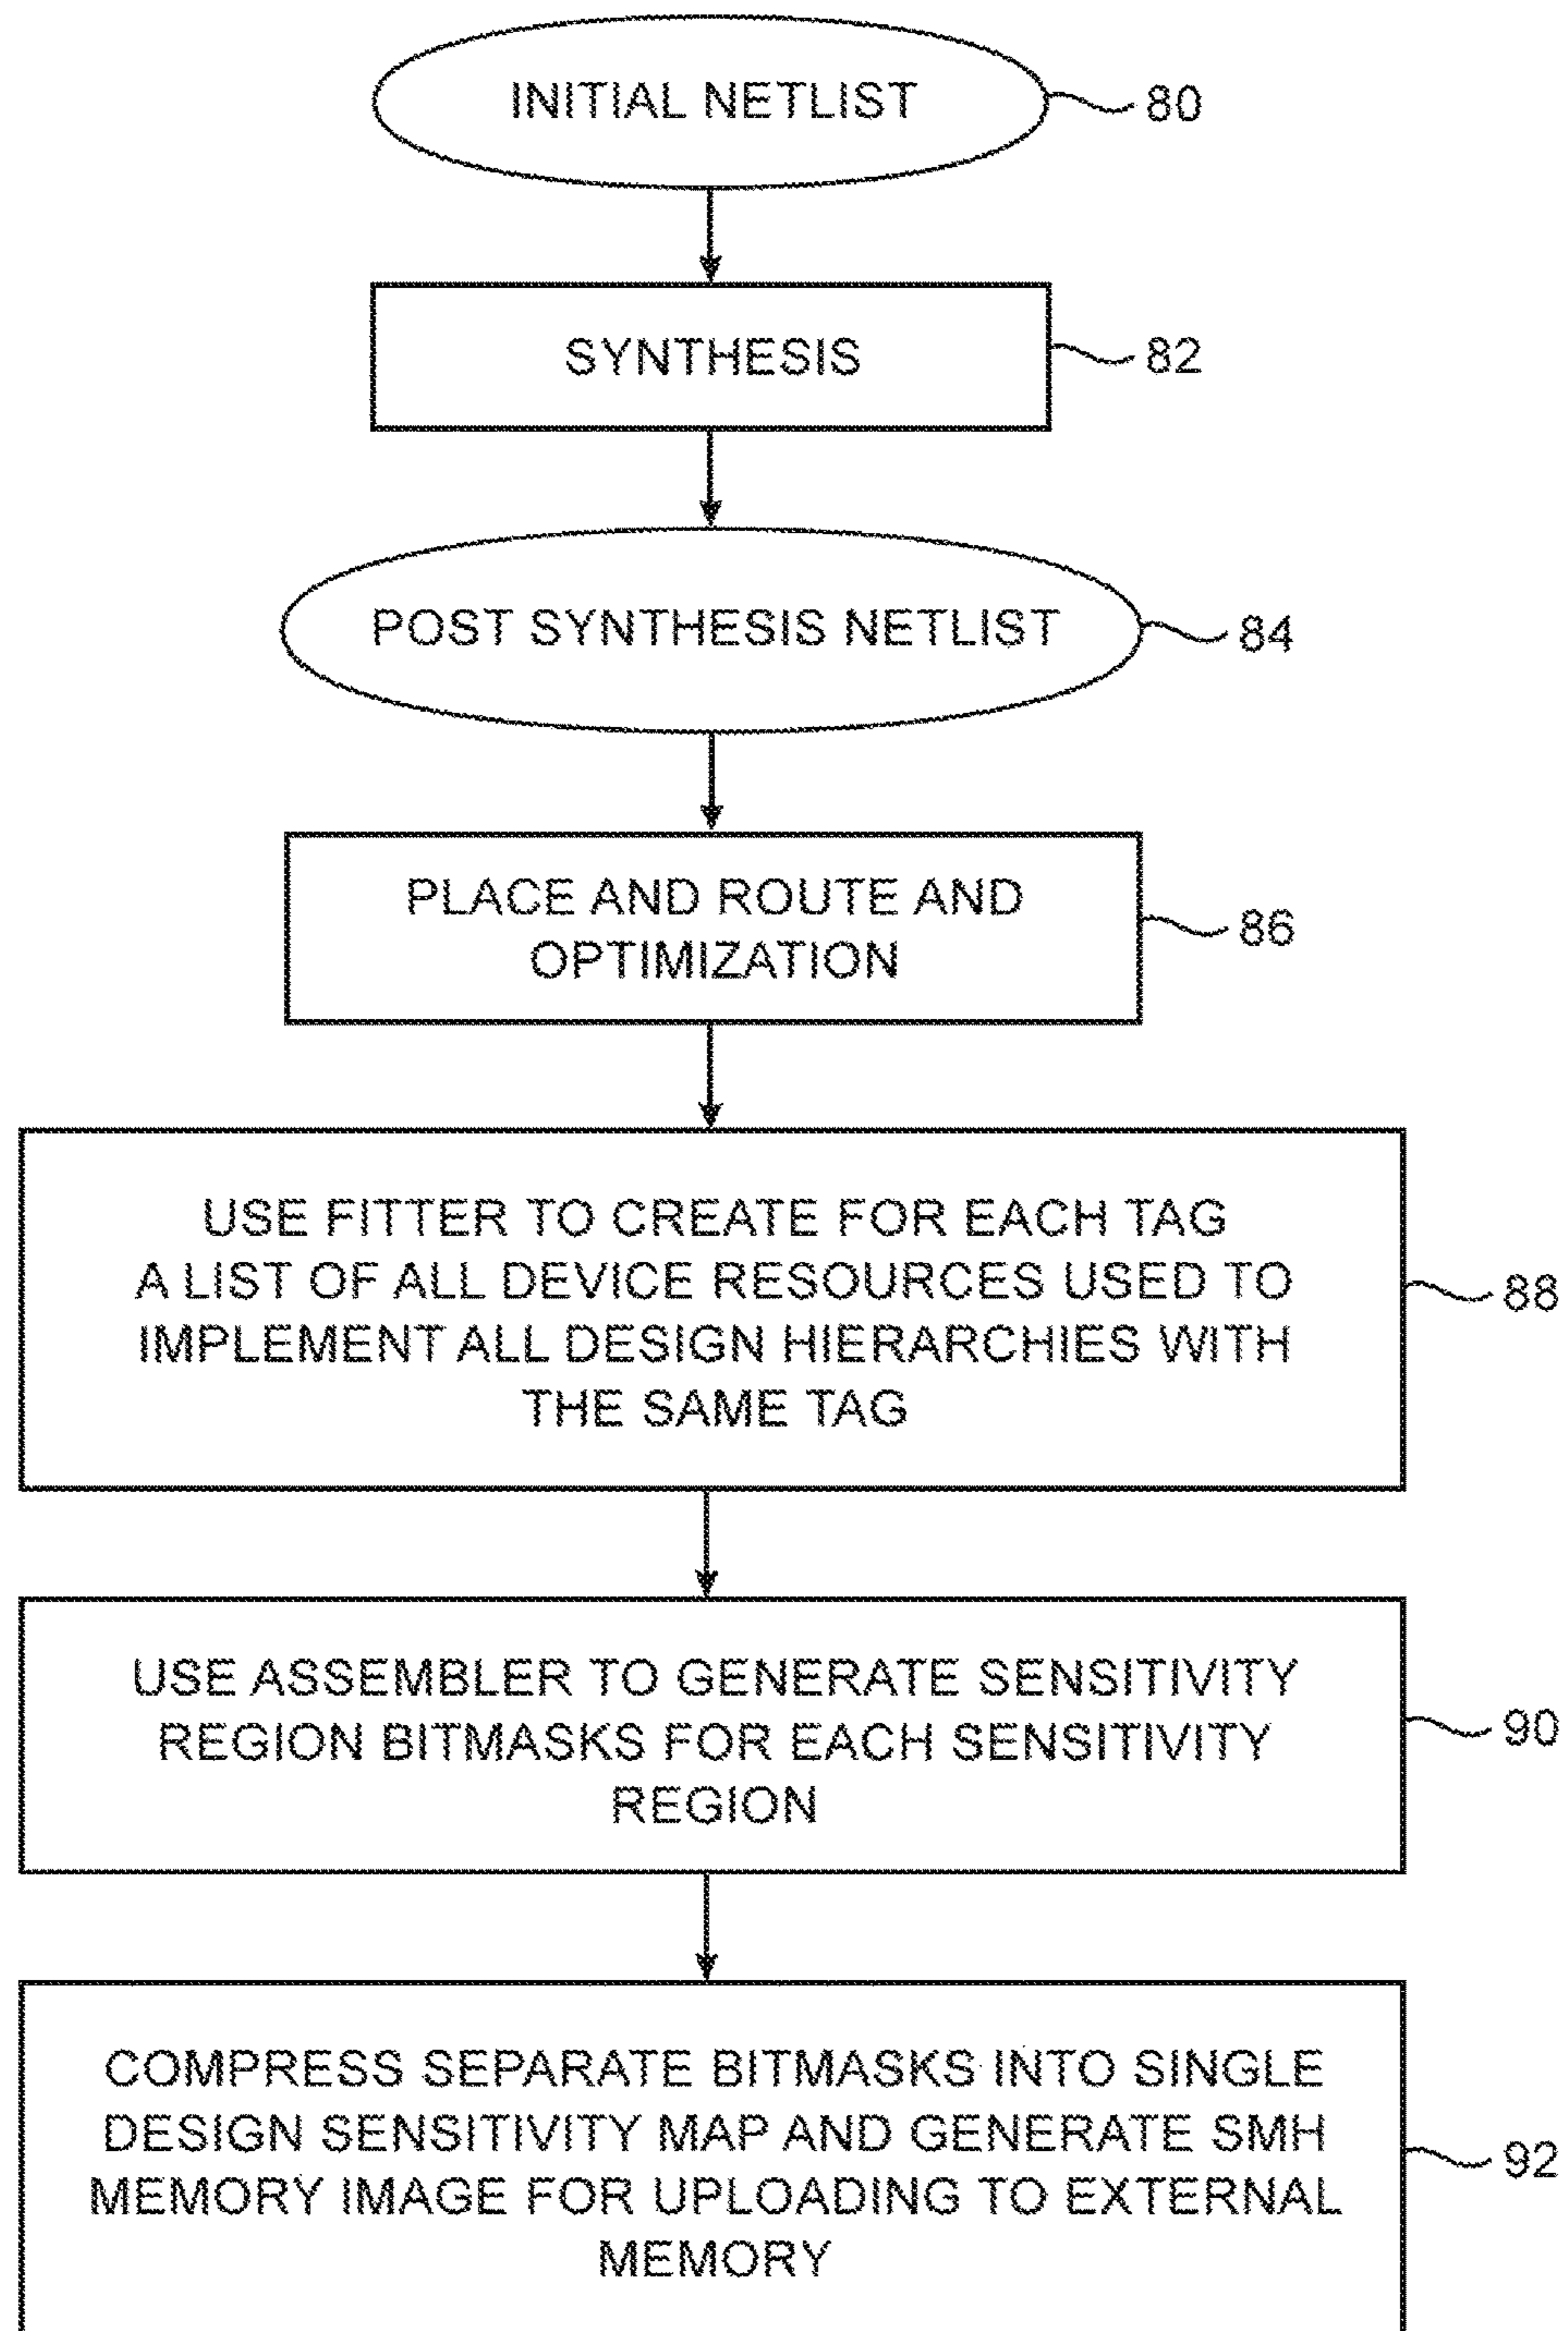 INITIAL NETLIST
80
SYNTHESIS
82
POST SYNTHESIS NETLIST
84
PLACE AND ROUTE AND
OPTIMIZATION
86
USE FITTER TO CREATE FOR EACH TAG
A LIST OF ALL DEVICE RESOURCES USED TO
IMPLEMENT ALL DESIGN HIERARCHIES WITH
THE SAME TAG
88
USE ASSEMBLER TO GENERATE SENSITIVITY
REGION BITMASKS FOR EACH SENSITIVITY
REGION
90
COMPRESS SEPARATE BITMASKS INTO SINGLE
DESIGN SENSITIVITY MAP AND GENERATE SMH
MEMORY IMAGE FOR UPLOADING TO EXTERNAL
MEMORY
92